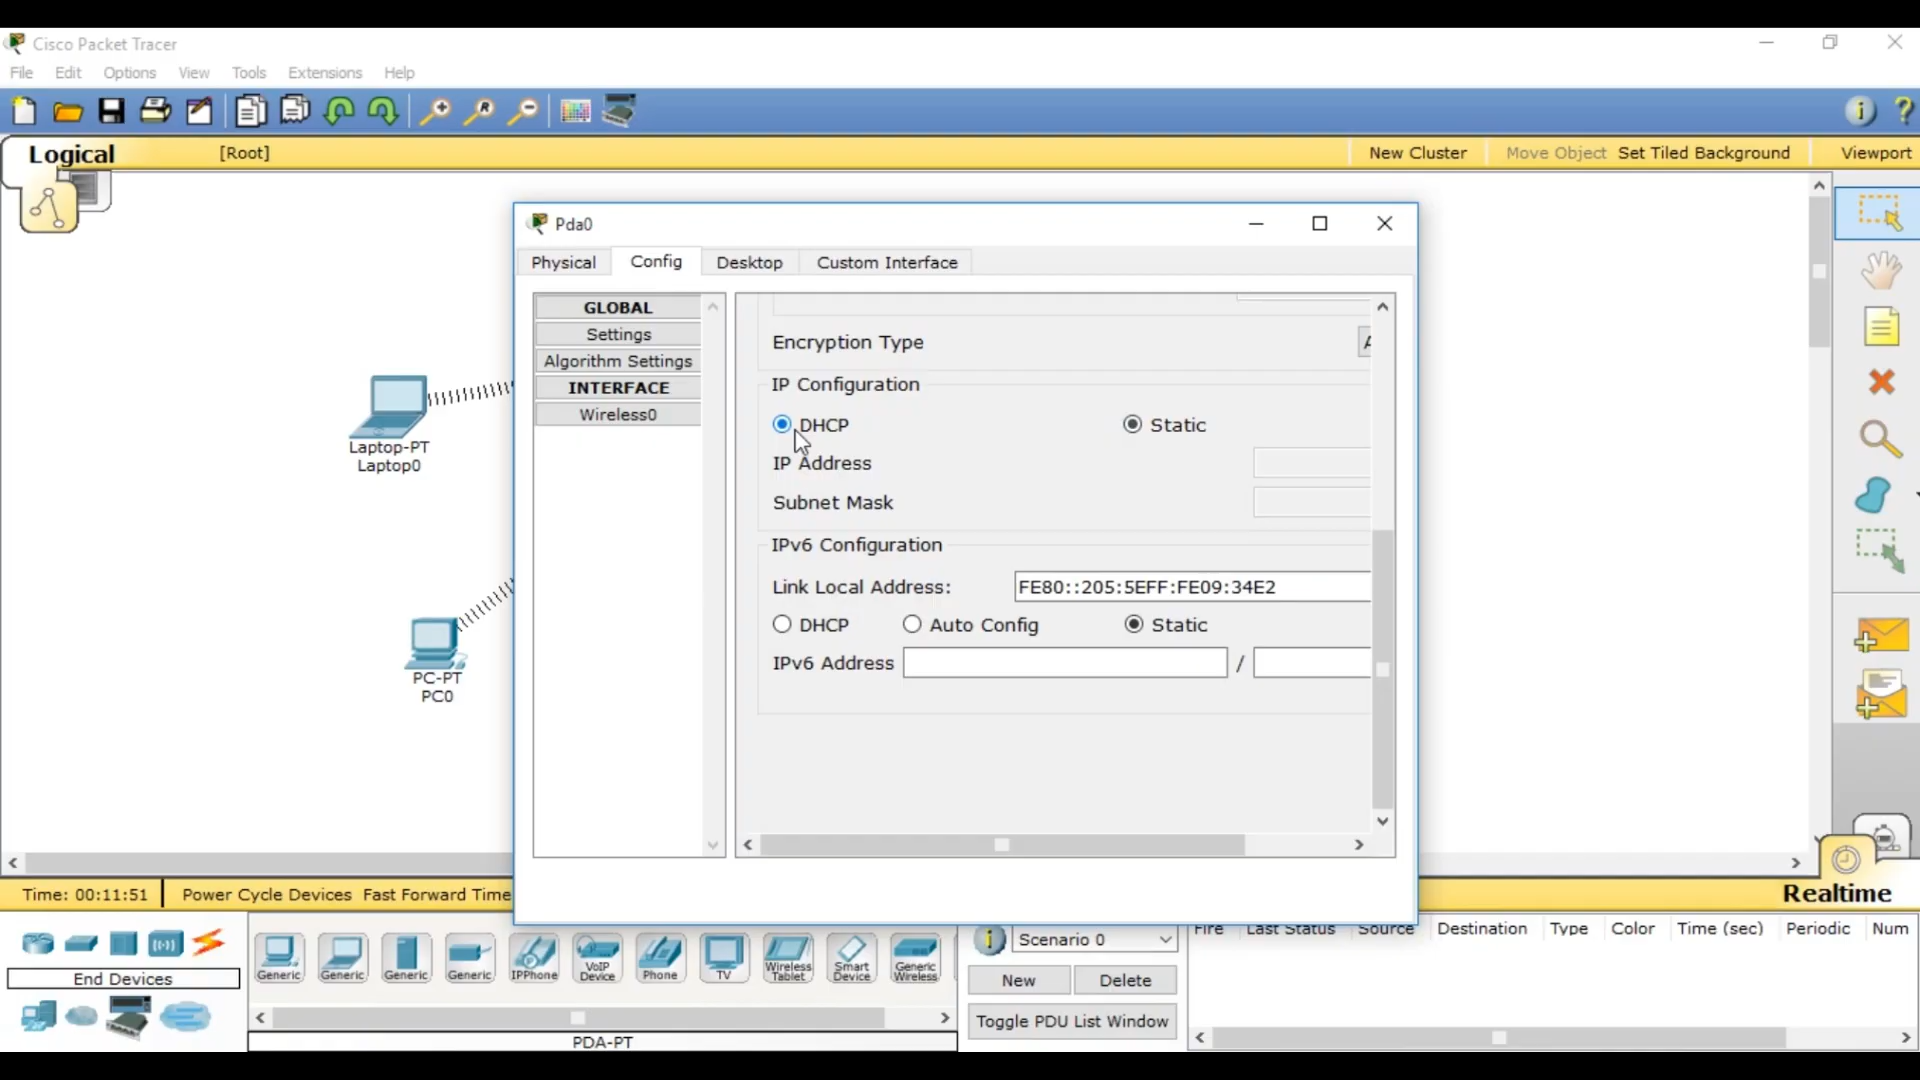 Cisco Packet Tracer
File Edit Options View Tools Extensions Help
Logical [Root] New Cluster Move Object Set Tiled Background Viewport
Pda0
Physical Config Desktop Custom Interface
GLOBAL
Settings
Algorithm Settings
INTERFACE
Wireless0
Encryption Type
IP Configuration
DHCP Static
IP Address
Subnet Mask
IPv6 Configuration
Link Local Address: FE80::205:5EFF:FE09:34E2
DHCP Auto Config Static
IPv6 Address /
Laptop-PT
Laptop0
PC-PT
PC0
Time: 00:11:51 Power Cycle Devices Fast Forward Time
Realtime
End Devices
Generic Generic Generic Generic IPPhone VoIP Device Phone TV Wireless Tablet Smart Device Generic Wireless
PDA-PT
Scenario 0
New Delete
Toggle PDU List Window
Fire Last Status Source Destination Type Color Time (sec) Periodic Num